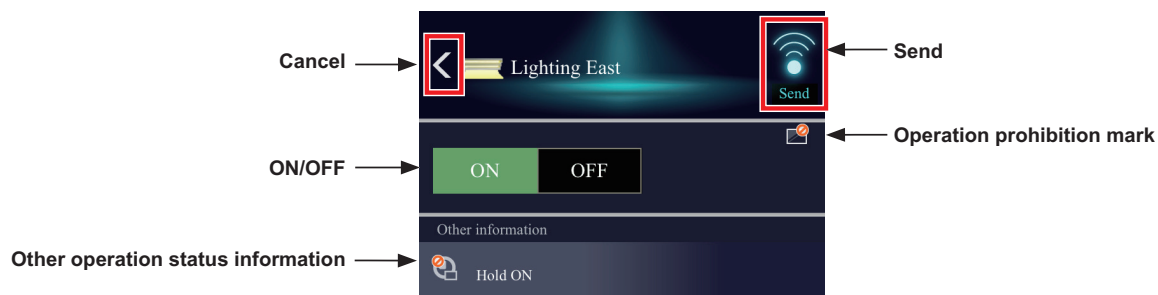 Cancel
Lighting East
Send
Send
Operation prohibition mark
ON/OFF
ON
OFF
Other information
Other operation status information
Hold ON